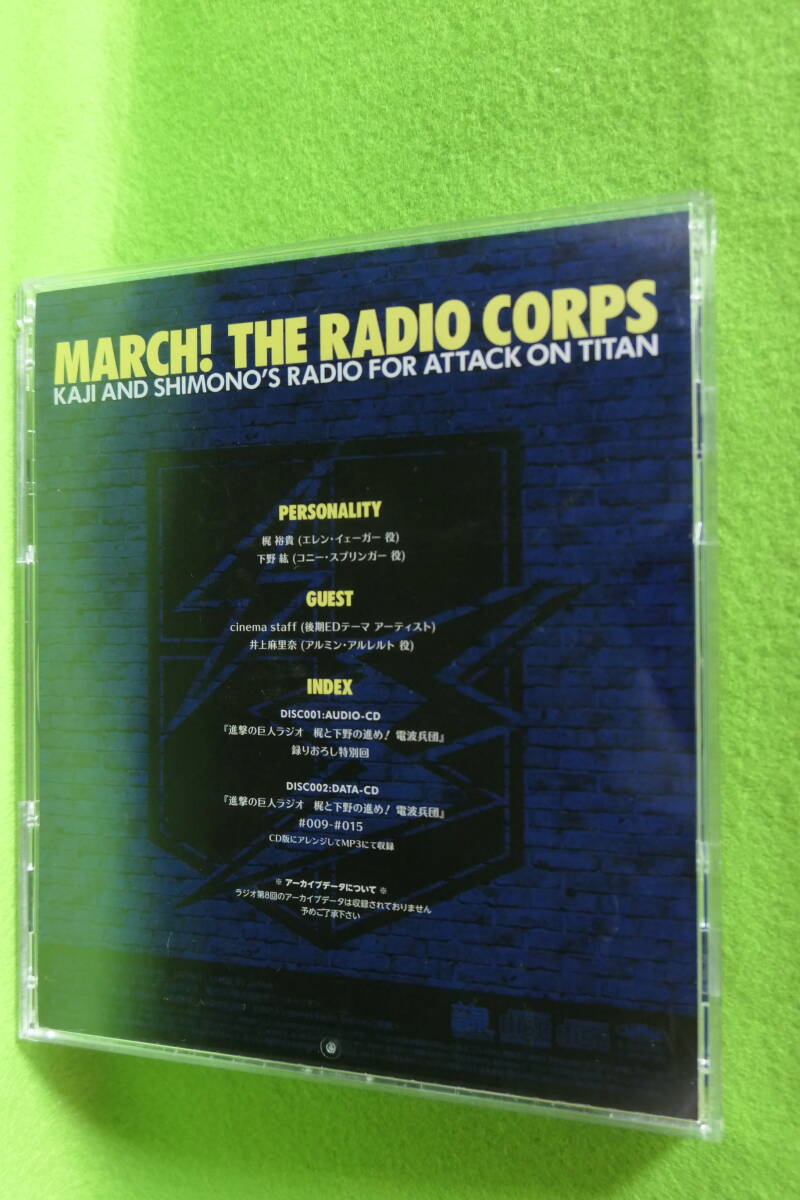 MARCH! THE RADIO CORPS
KAJI AND SHIMONO'S RADIO FOR ATTACK ON TITAN
PERSONALITY
梶 裕貴 (エレン・イェーガー 役)
下野 紘 (コニー・スプリンガー 役)
GUEST
cinema staff (後期EDテーマ アーティスト)
井上麻里奈 (アルミン・アルレルト 役)
INDEX
DISC001:AUDIO-CD
『進撃の巨人ラジオ 梶と下野の進め! 電波兵団』
録りおろし特別回
DISC002:DATA-CD
『進撃の巨人ラジオ 梶と下野の進め! 電波兵団』
#009-#015
CD版にアレンジしてMP3にて収録
※ アーカイブデータについて ※
ラジオ第8回のアーカイブデータは収録されておりません
予めご了承下さい